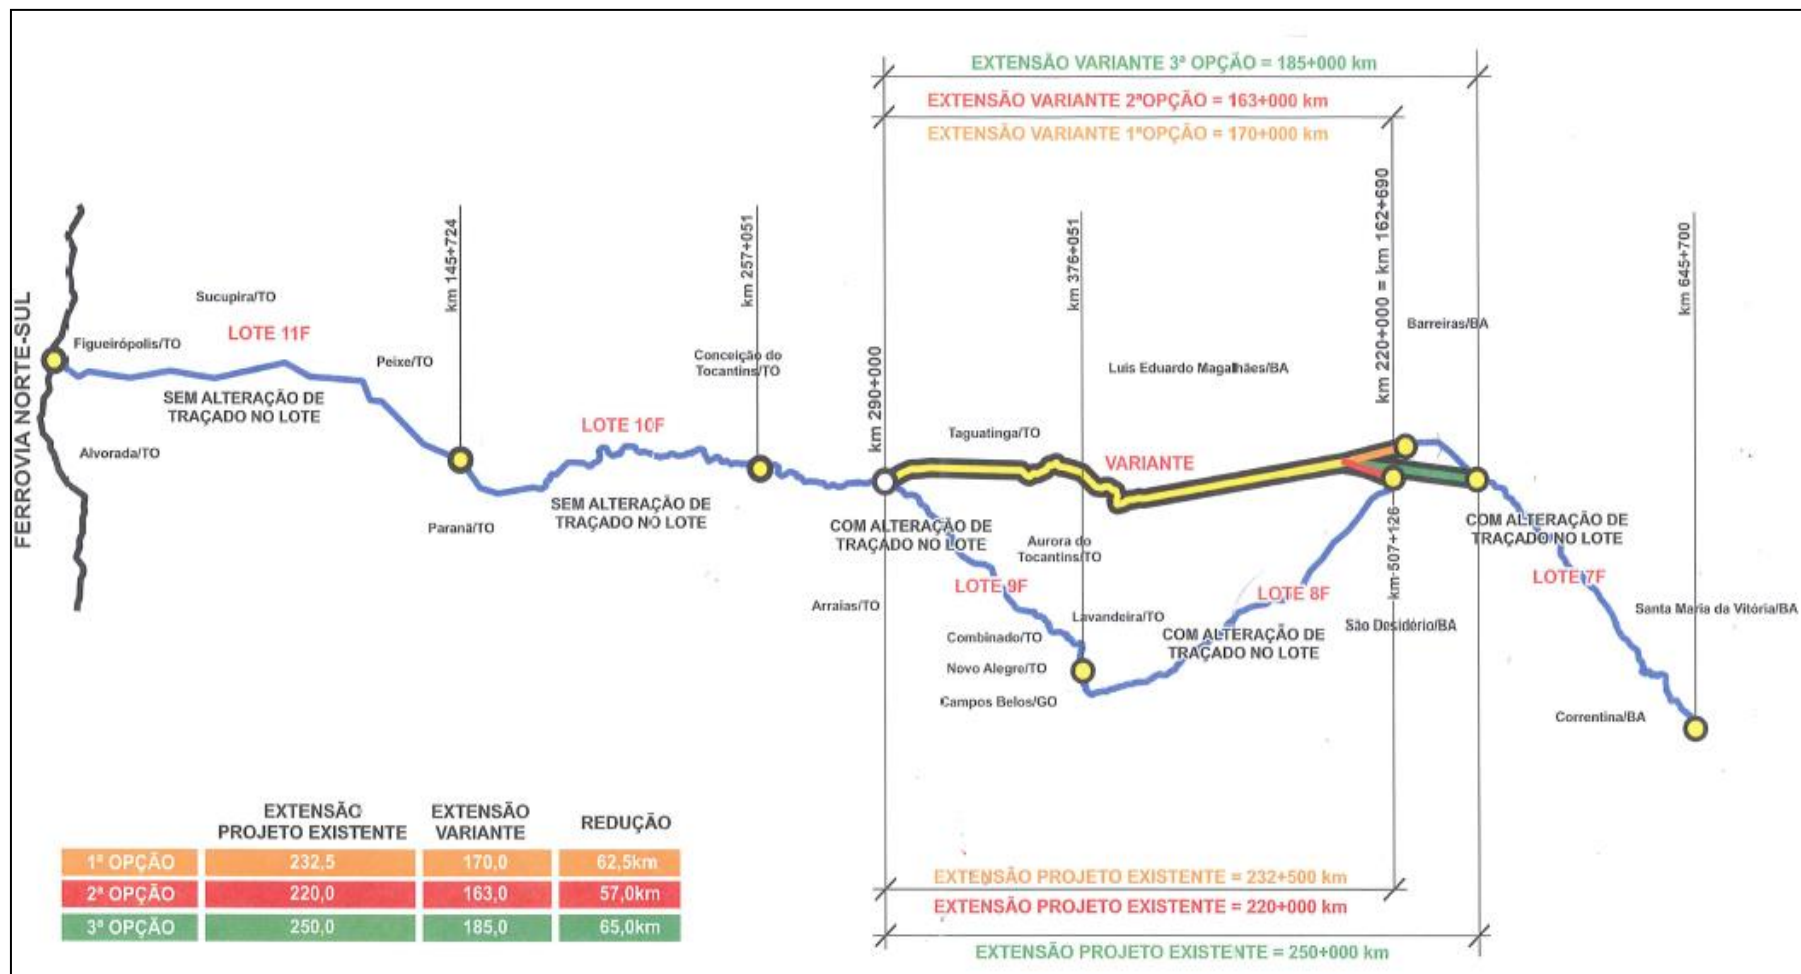 EXTENSÃO VARIANTE 3ª OPÇÃO = 185+000 km
EXTENSÃO VARIANTE 2ªOPÇÃO = 163+000 km
EXTENSÃO VARIANTE 1ªOPÇÃO = 170+000 km
FERROVIA NORTE-SUL
km 145+724
km 257+051
km 290+000
km 376+051
km 220+000 = km 162+690
km 645+700
Sucupira/TO
LOTE 11F
Figueirópolis/TO
Peixe/TO
SEM ALTERAÇÃO DE
TRAÇADO NO LOTE
Alvorada/TO
Conceição do
Tocantins/TO
LOTE 10F
SEM ALTERAÇÃO DE
TRAÇADO NO LOTE
Paranã/TO
Barreiras/BA
Luis Eduardo Magalhães/BA
Taguatinga/TO
VARIANTE
COM ALTERAÇÃO DE
TRAÇADO NO LOTE
Aurora do
Tocantins/TO
LOTE 9F
Arraias/TO
Lavandeira/TO
Combinado/TO
Novo Alegre/TO
Campos Belos/GO
LOTE 8F
COM ALTERAÇÃO DE
TRAÇADO NO LOTE
km 507+126
São Desidério/BA
COM ALTERAÇÃO DE
TRAÇADO NO LOTE
LOTE 7F
Santa Maria da Vitória/BA
Correntina/BA
EXTENSÃO PROJETO EXISTENTE EXTENSÃO VARIANTE REDUÇÃO
1ª OPÇÃO 232,5 170,0 62,5km
2ª OPÇÃO 220,0 163,0 57,0km
3ª OPÇÃO 250,0 185,0 65,0km
EXTENSÃO PROJETO EXISTENTE = 232+500 km
EXTENSÃO PROJETO EXISTENTE = 220+000 km
EXTENSÃO PROJETO EXISTENTE = 250+000 km